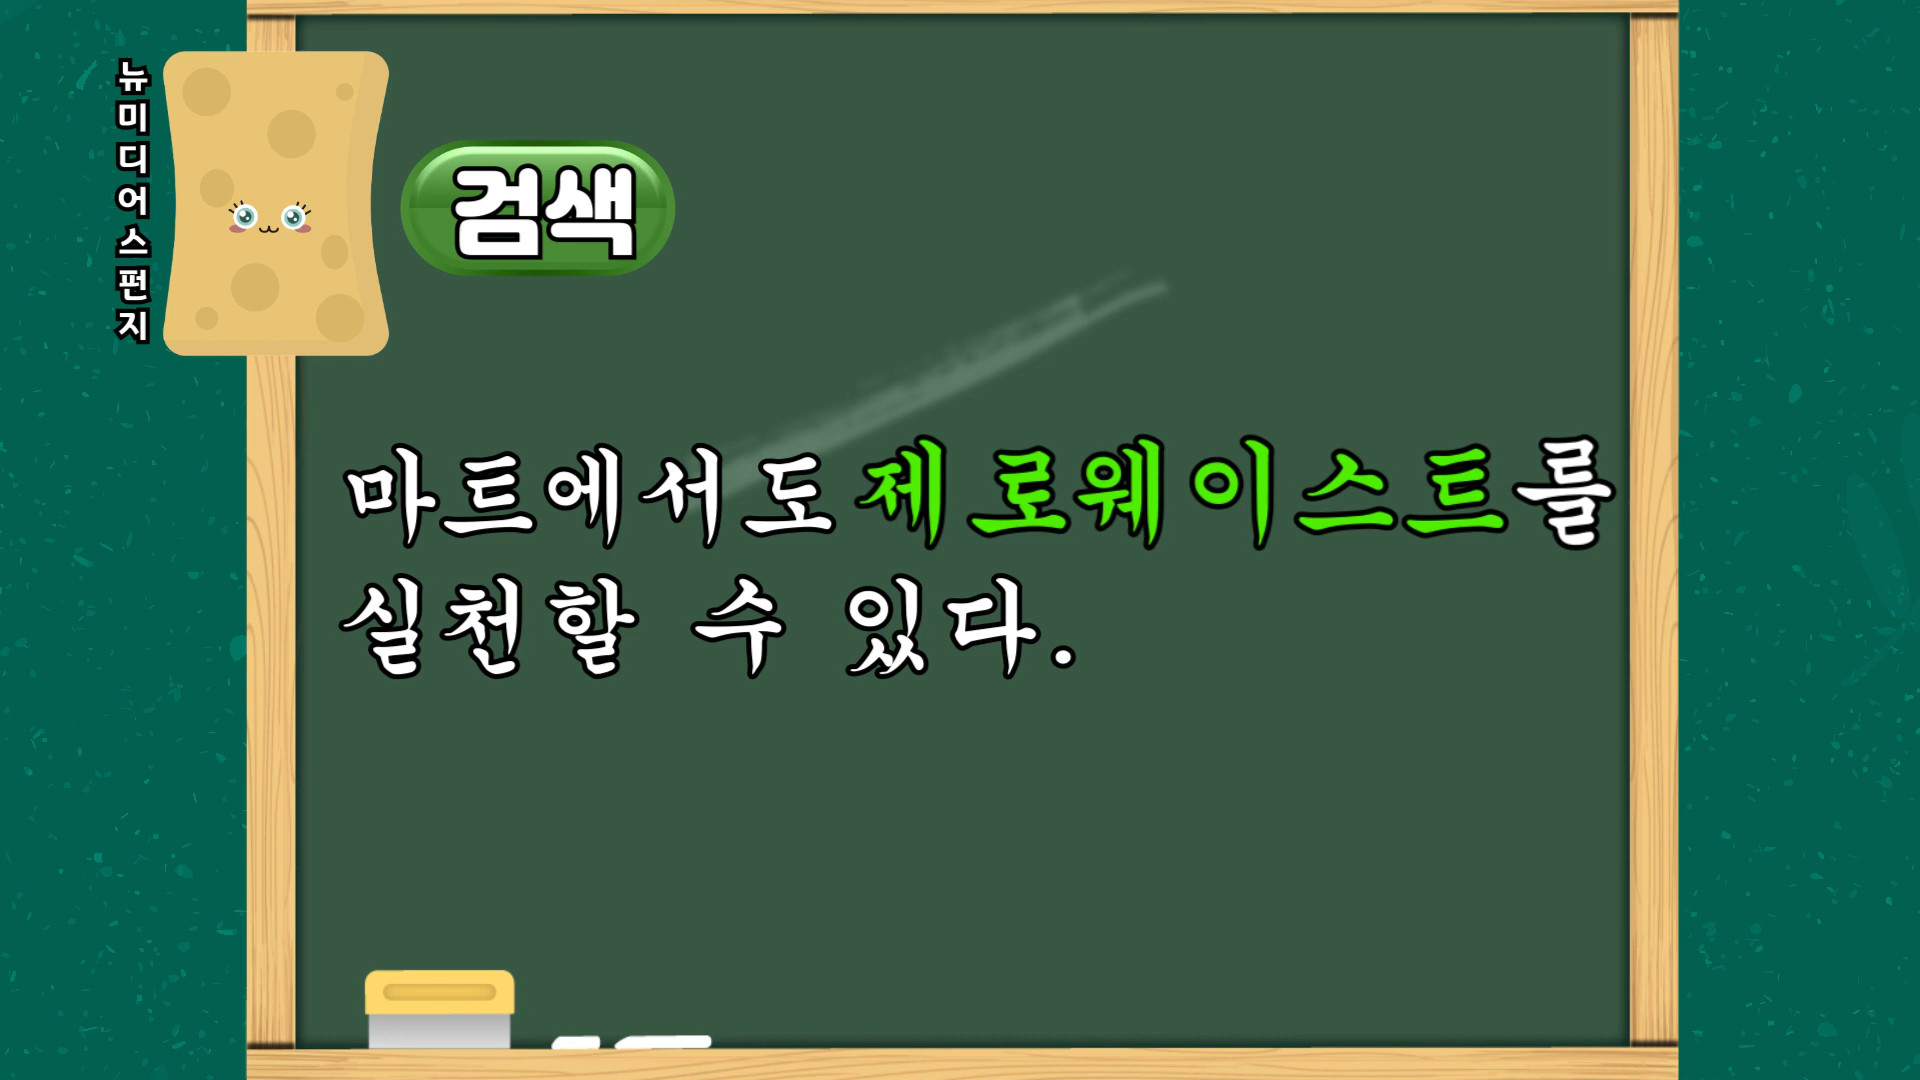 뉴미디어스펀지
검색
마트에서도 제로웨이스트를
실천할 수 있다.